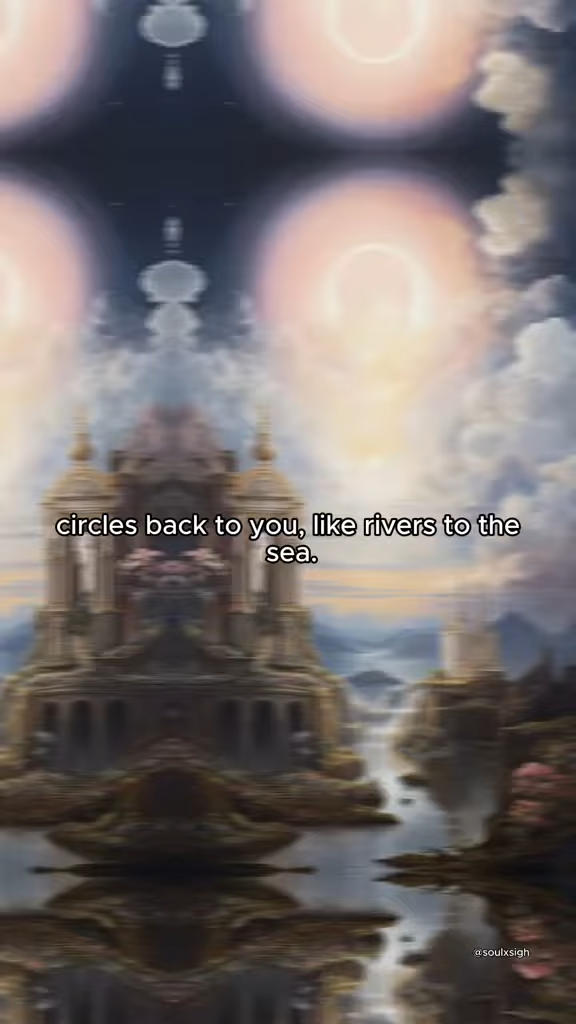 circles back to you, like rivers to the
sea.
@soulxsigh